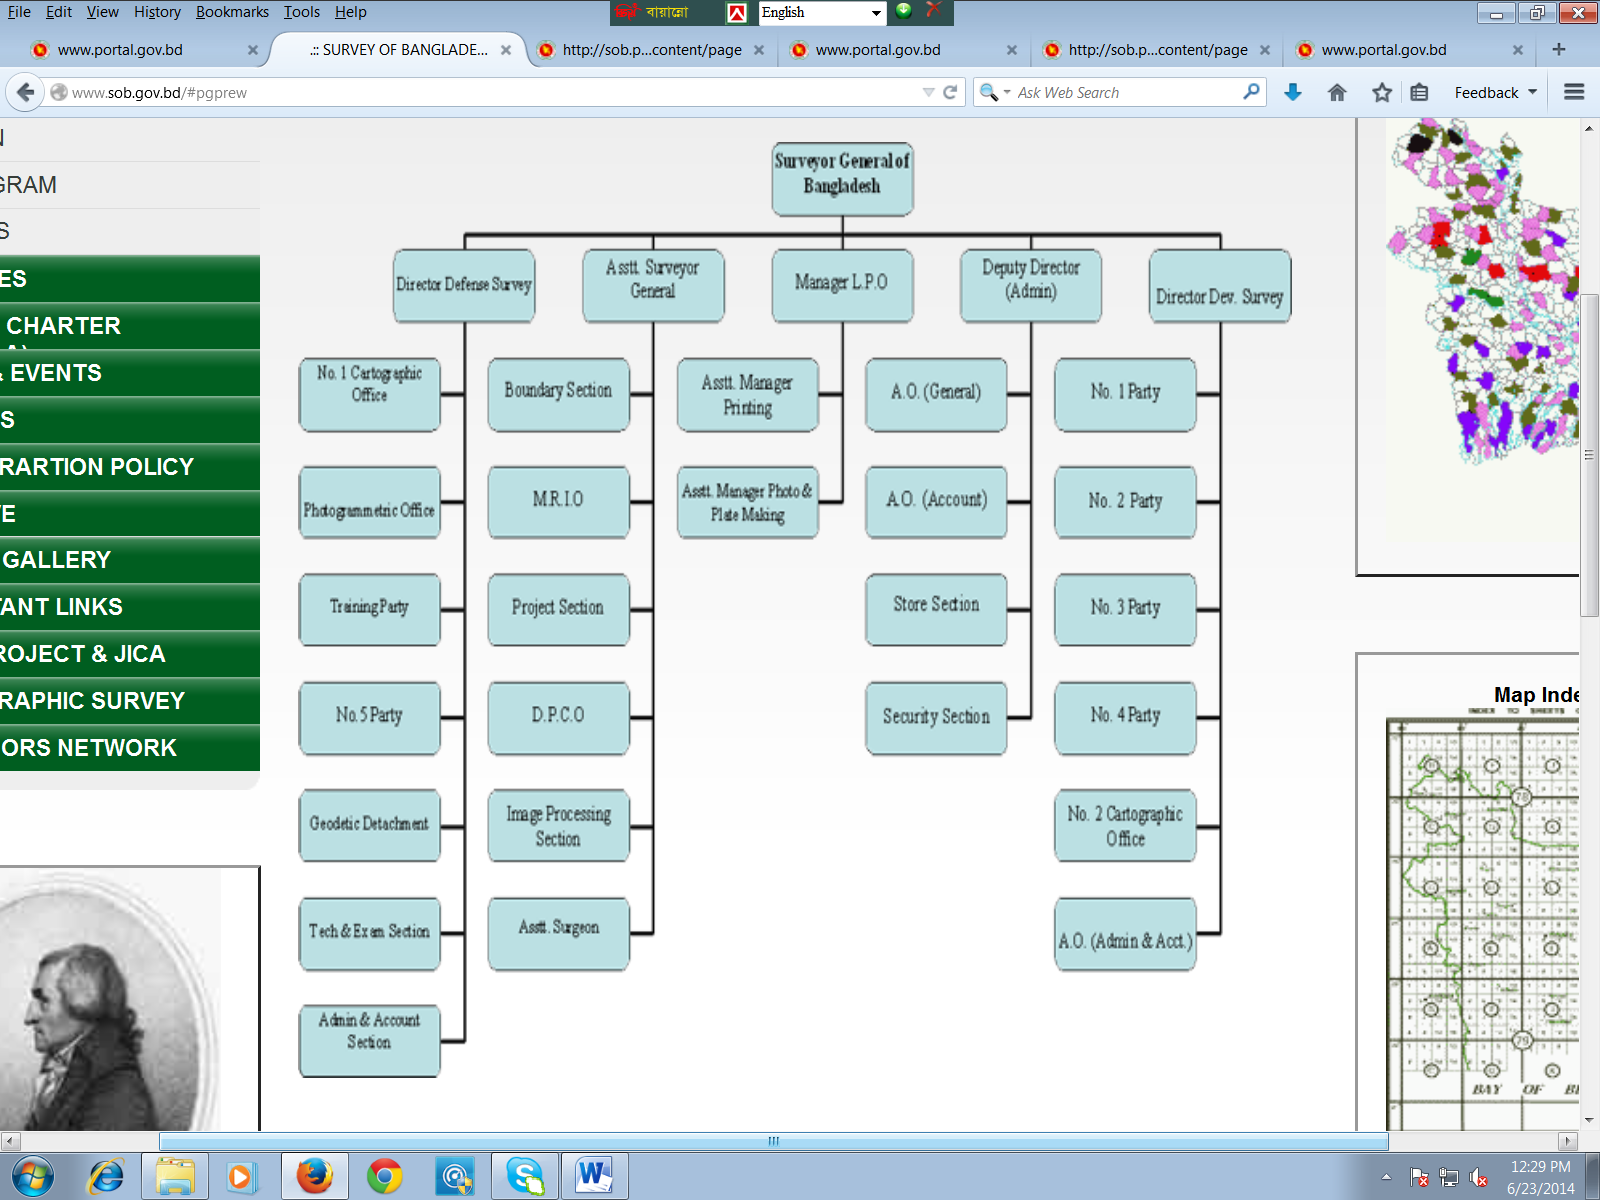 File Edit View History Bookmarks Tools Help
বায়ান্নো
English
www.portal.gov.bd
.:: SURVEY OF BANGLADE...
http://sob.p...content/page
www.portal.gov.bd
http://sob.p...content/page
www.portal.gov.bd
www.sob.gov.bd/#pgprew
Ask Web Search
Feedback
N
GRAM
S
ES
CHARTER
& EVENTS
S
RARTION POLICY
E
GALLERY
TANT LINKS
ROJECT & JICA
RAPHIC SURVEY
ORS NETWORK
Surveyor General of
Bangladesh
Director Defense Survey
Asstt. Surveyor
General
Manager L.P.O
Deputy Director
(Admin)
Director Dev. Survey
No. 1 Cartographic
Office
Boundary Section
Asstt. Manager
Printing
A.O. (General)
No. 1 Party
Photogrammetric Office
M.R.I.O
Asstt. Manager Photo &
Plate Making
A.O. (Account)
No. 2 Party
Training Party
Project Section
Store Section
No. 3 Party
No. 5 Party
D.P.C.O
Security Section
No. 4 Party
Geodetic Detachment
Image Processing
Section
No. 2 Cartographic
Office
Tech & Exam Section
Asstt. Surgeon
A.O. (Admin & Acct.)
Admin & Account
Section
Map Inde
INDEX TO SHEETS
78
79
BAY OF BE
12:29 PM
6/23/2014